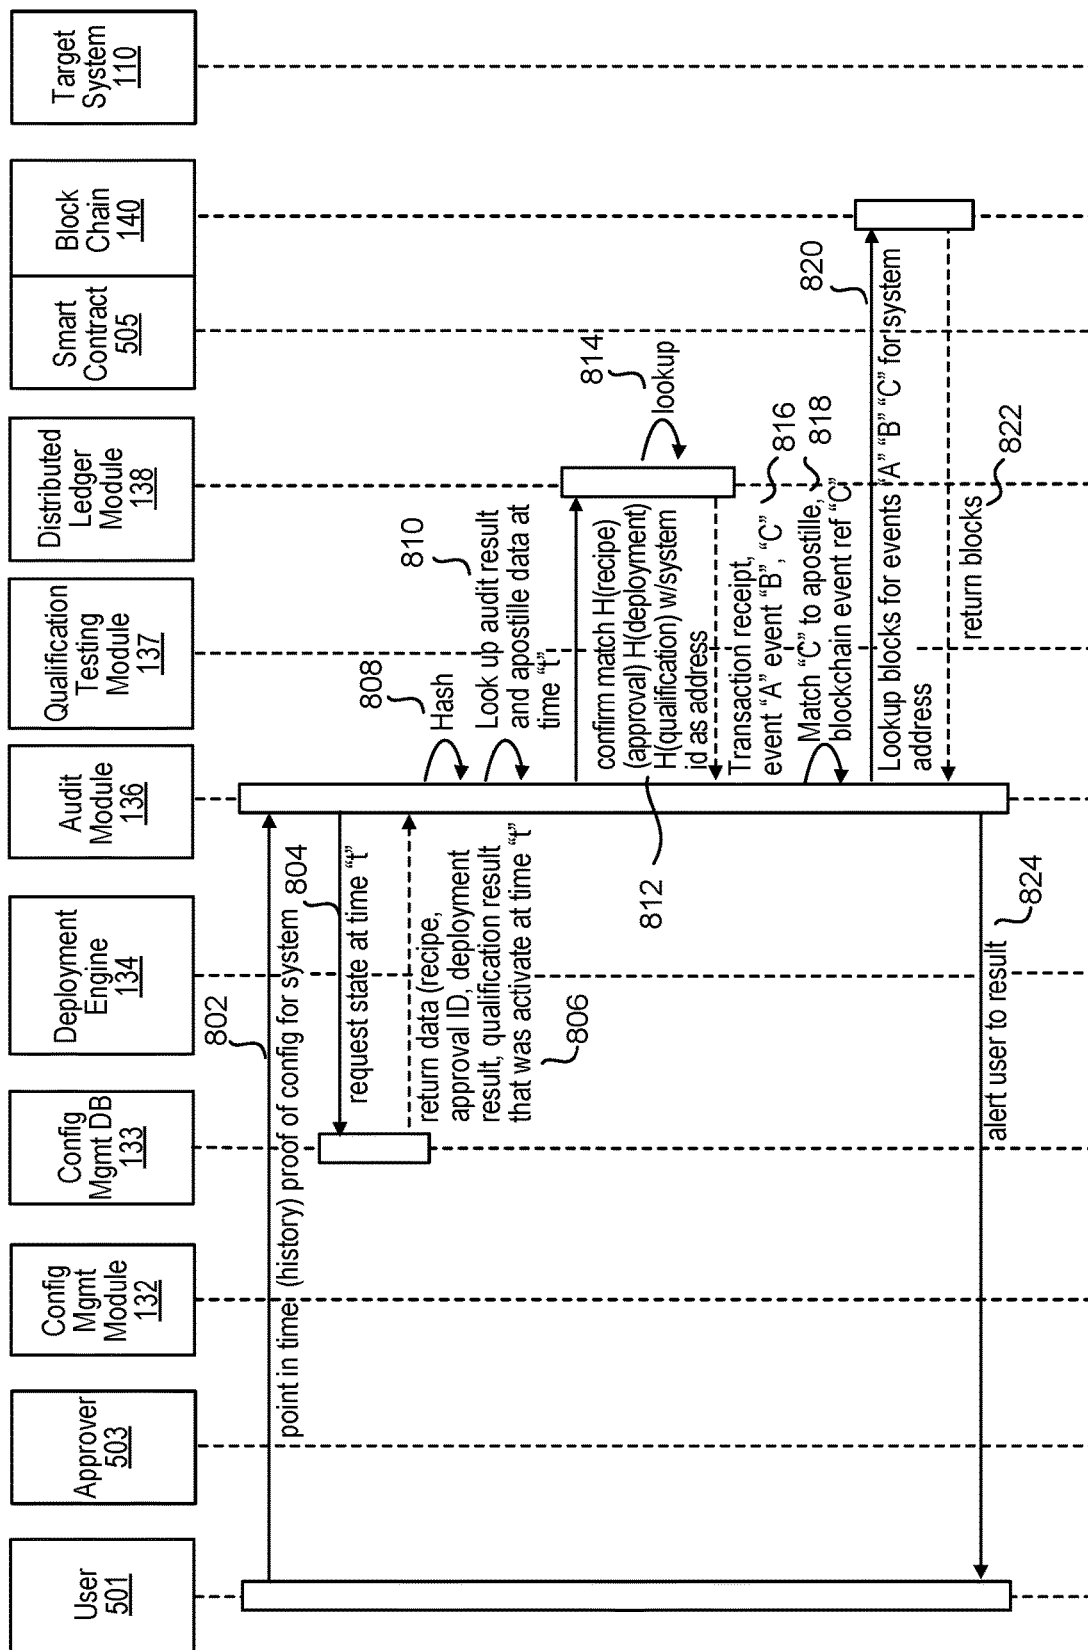 User
501
Approver
503
Config
Mgmt
Module
132
Config
Mgmt DB
133
Deployment
Engine
134
Audit
Module
136
Qualification
Testing
Module
137
Distributed
Ledger
Module
138
Smart
Contract
505
Block
Chain
140
Target
System
110
802
point in time (history) proof of config for system
804
request state at time “t”
return data (recipe,
approval ID, deployment
result, qualification result
that was activate at time “t”
806
808
Hash
810
Look up audit result
and apostille data at
time “t”
812
confirm match H(recipe)
(approval) H(deployment)
H(qualification) w/system
id as address
814
lookup
Transaction receipt,
event “A” event “B”, “C”
816
818
Match “C” to apostille,
blockchain event ref “C”
820
Lookup blocks for events “A” “B” “C” for system
address
return blocks
822
824
alert user to result